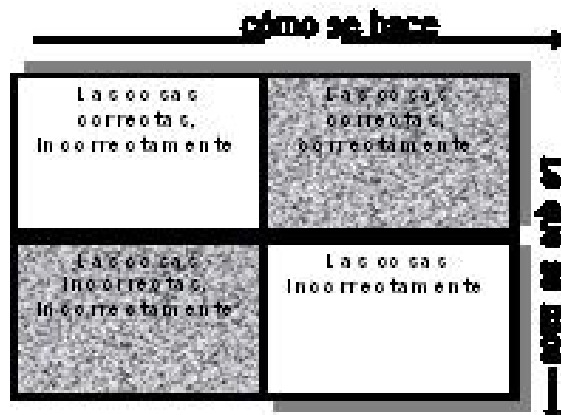 cómo se hace
Las cosas
correctas,
incorrectamente
Las cosas
correctas,
correctamente
Las cosas
incorrectas,
incorrectamente
Las cosas
incorrectamente